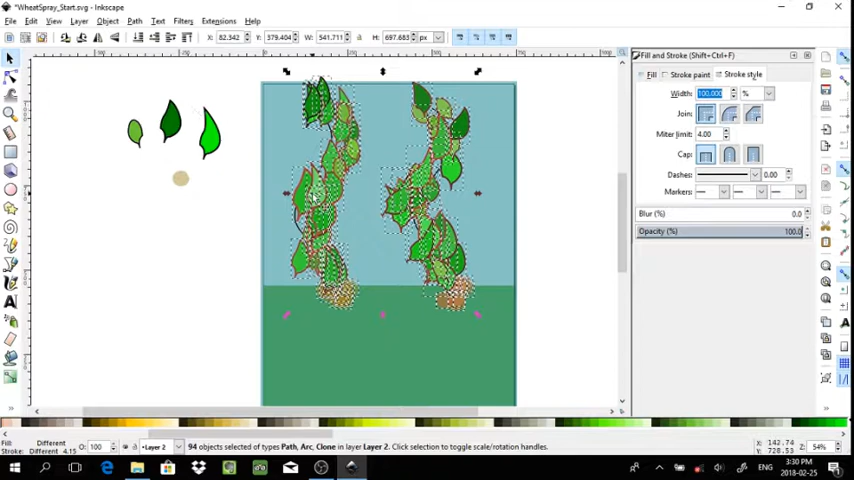 *WheatSpray_Start.svg - Inkscape
File Edit View Layer Object Path Text Filters Extensions Help
X: 82.342 Y: 379.404 W: 541.711 H: 697.683 px
Fill and Stroke (Shift+Ctrl+F)
Fill Stroke paint Stroke style
Width: 100.000 %
Join:
Miter limit: 4.00
Cap:
Dashes: 0.00
Markers:
Blur (%) 0.0
Opacity (%) 100.0
Fill: Different
Stroke: Different 4.15
O: 100
Layer 2
94 objects selected of types Path, Arc, Clone in layer Layer 2. Click selection to toggle scale/rotation handles.
X: 142.74
Y: 728.53
Z: 54%
ENG
3:30 PM
2018-02-25